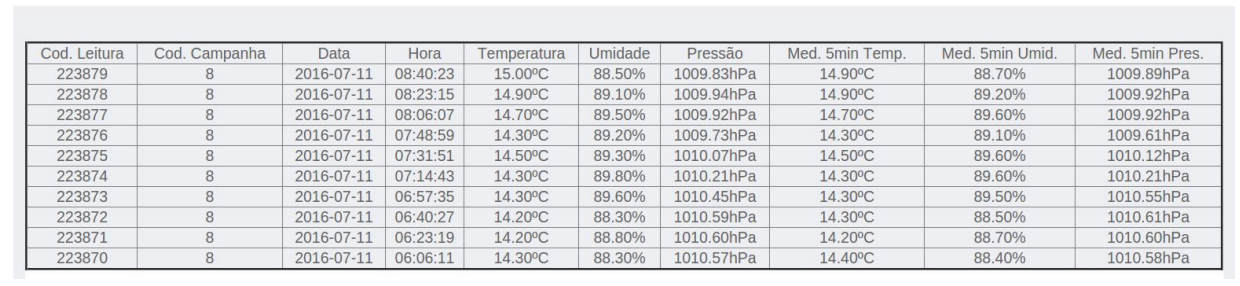 Cod. Leitura Cod. Campanha Data Hora Temperatura Umidade Pressão Med. 5min Temp. Med. 5min Umid. Med. 5min Pres.
223879 8 2016-07-11 08:40:23 15.00ºC 88.50% 1009.83hPa 14.90ºC 88.70% 1009.89hPa
223878 8 2016-07-11 08:23:15 14.90ºC 89.10% 1009.94hPa 14.90ºC 89.20% 1009.92hPa
223877 8 2016-07-11 08:06:07 14.70ºC 89.50% 1009.92hPa 14.70ºC 89.60% 1009.92hPa
223876 8 2016-07-11 07:48:59 14.30ºC 89.20% 1009.73hPa 14.30ºC 89.10% 1009.61hPa
223875 8 2016-07-11 07:31:51 14.50ºC 89.30% 1010.07hPa 14.50ºC 89.60% 1010.12hPa
223874 8 2016-07-11 07:14:43 14.30ºC 89.80% 1010.21hPa 14.30ºC 89.60% 1010.21hPa
223873 8 2016-07-11 06:57:35 14.30ºC 89.60% 1010.45hPa 14.30ºC 89.50% 1010.55hPa
223872 8 2016-07-11 06:40:27 14.20ºC 88.30% 1010.59hPa 14.30ºC 88.50% 1010.61hPa
223871 8 2016-07-11 06:23:19 14.20ºC 88.80% 1010.60hPa 14.20ºC 88.70% 1010.60hPa
223870 8 2016-07-11 06:06:11 14.30ºC 88.30% 1010.57hPa 14.40ºC 88.40% 1010.58hPa